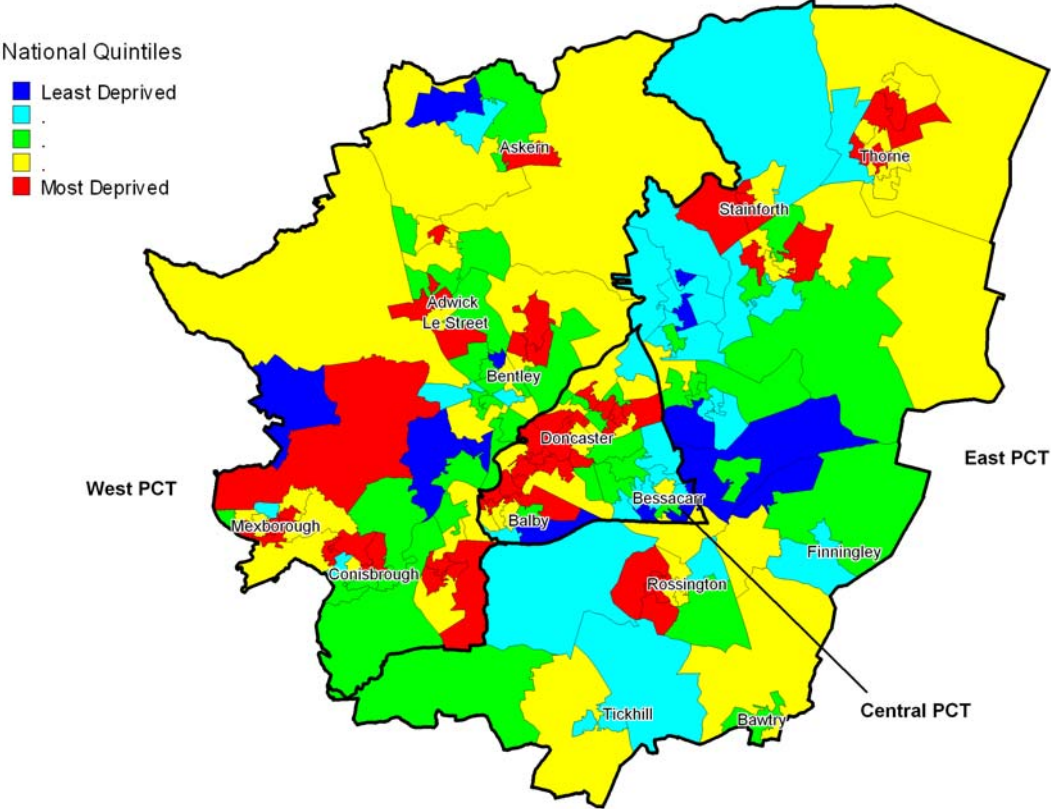 National Quintiles
Least Deprived
.
.
.
Most Deprived
Askern
Thorne
Stainforth
Adwick
Le Street
Bentley
Doncaster
East PCT
West PCT
Bessacarr
Mexborough
Balby
Finningley
Conisbrough
Rossington
Central PCT
Tickhill
Bawtry